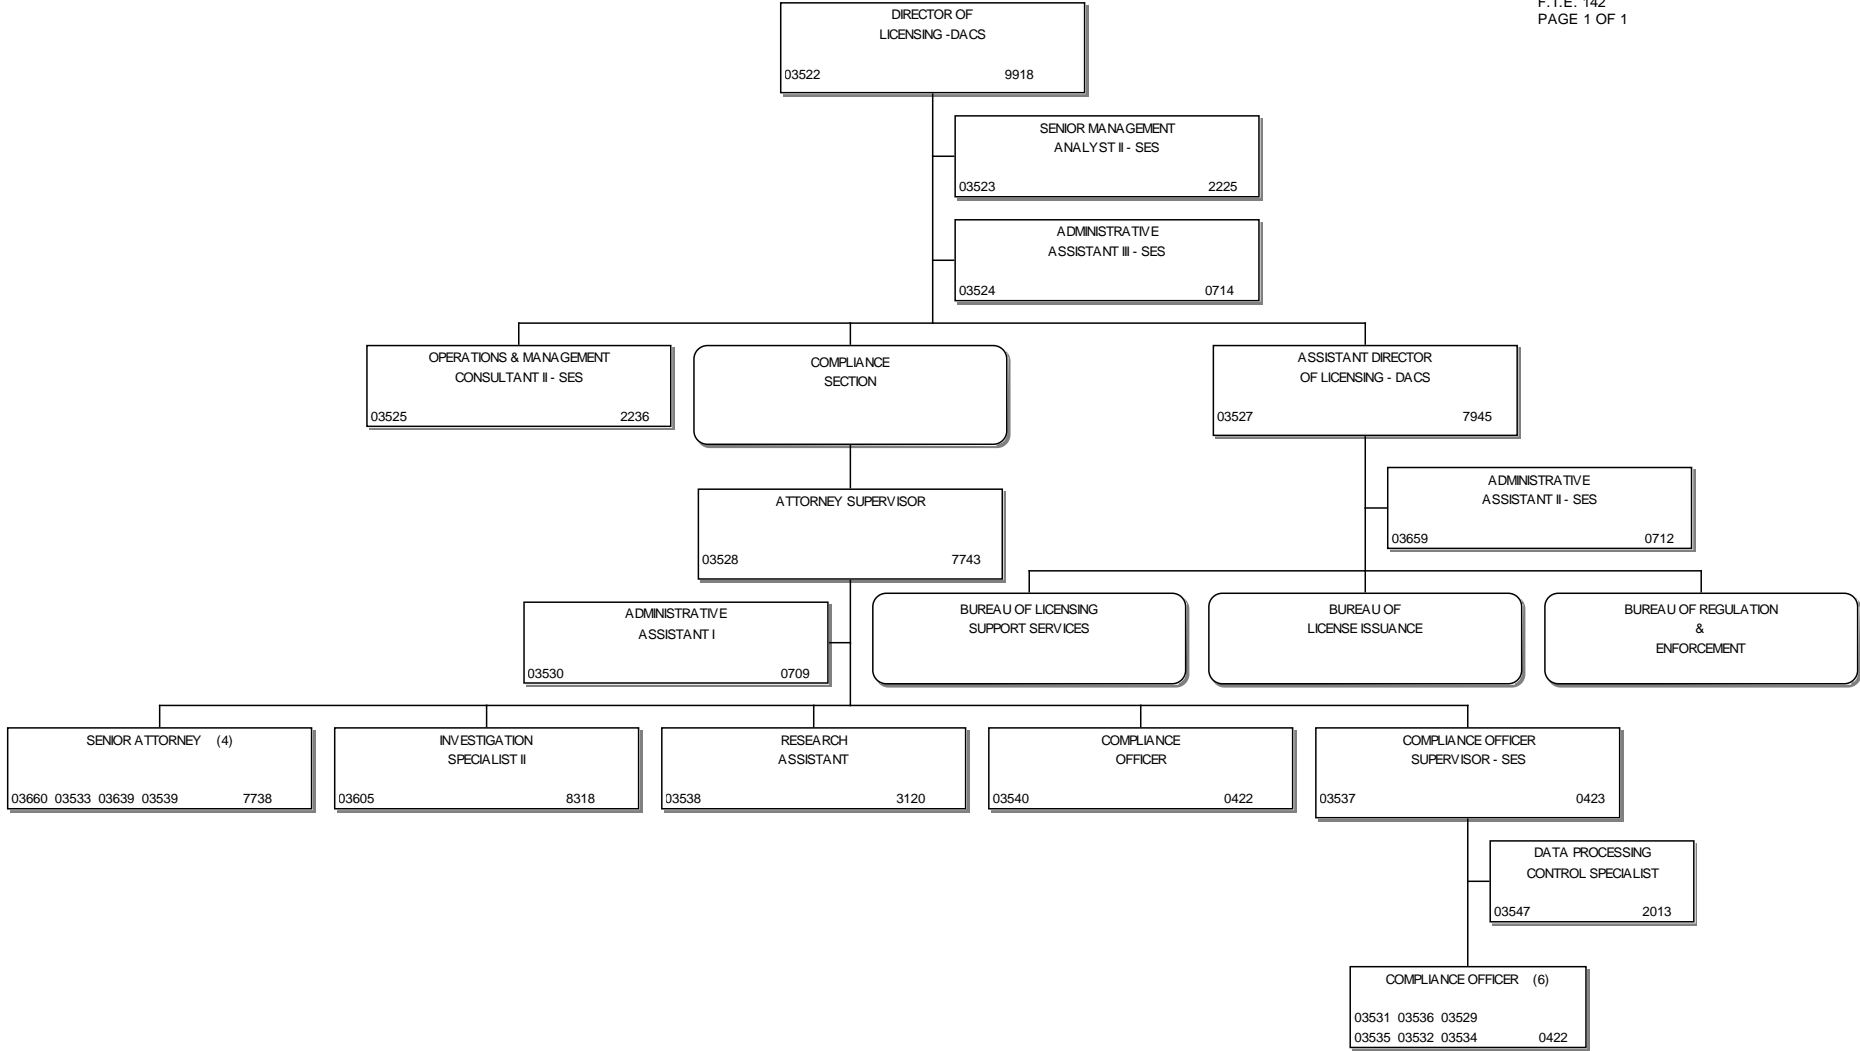 F.T.E. 142
PAGE 1 OF 1
DIRECTOR OF
LICENSING -DACS
03522 9918
SENIOR MANAGEMENT
ANALYST II - SES
03523 2225
ADMINISTRATIVE
ASSISTANT III - SES
03524 0714
OPERATIONS & MANAGEMENT
CONSULTANT II - SES
03525 2236
COMPLIANCE
SECTION
ASSISTANT DIRECTOR
OF LICENSING - DACS
03527 7945
ADMINISTRATIVE
ASSISTANT II - SES
03659 0712
ATTORNEY SUPERVISOR
03528 7743
ADMINISTRATIVE
ASSISTANT I
03530 0709
BUREAU OF LICENSING
SUPPORT SERVICES
BUREAU OF
LICENSE ISSUANCE
BUREAU OF REGULATION
&
ENFORCEMENT
SENIOR ATTORNEY (4)
03660 03533 03639 03539 7738
INVESTIGATION
SPECIALIST II
03605 8318
RESEARCH
ASSISTANT
03538 3120
COMPLIANCE
OFFICER
03540 0422
COMPLIANCE OFFICER
SUPERVISOR - SES
03537 0423
DATA PROCESSING
CONTROL SPECIALIST
03547 2013
COMPLIANCE OFFICER (6)
03531 03536 03529
03535 03532 03534 0422